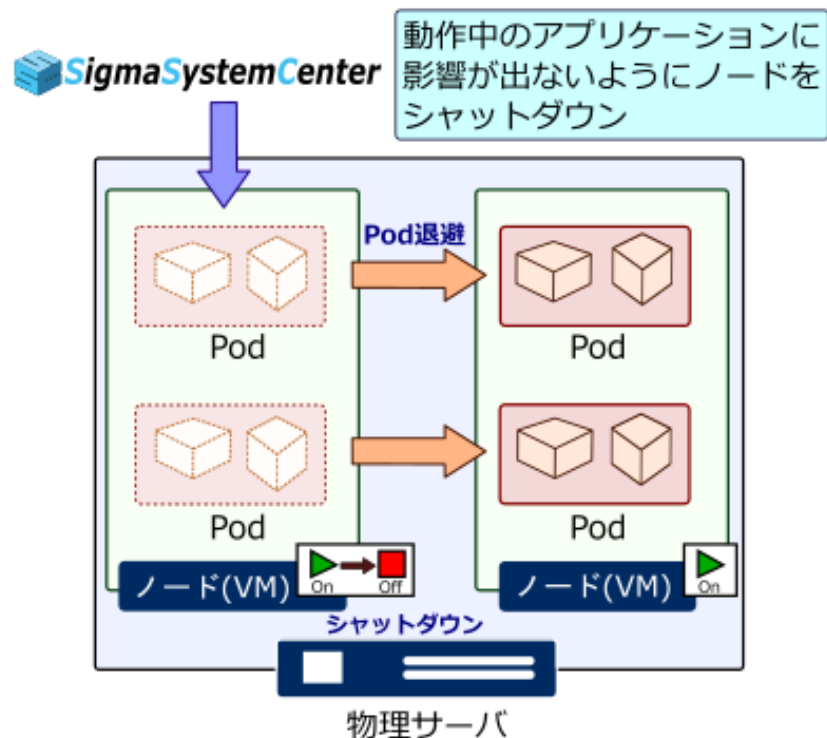 SigmaSystemCenter
動作中のアプリケーションに
影響が出ないようにノードを
シャットダウン
Pod退避
Pod
Pod
Pod
Pod
On
Off
ノード(VM)
On
ノード(VM)
シャットダウン
物理サーバ